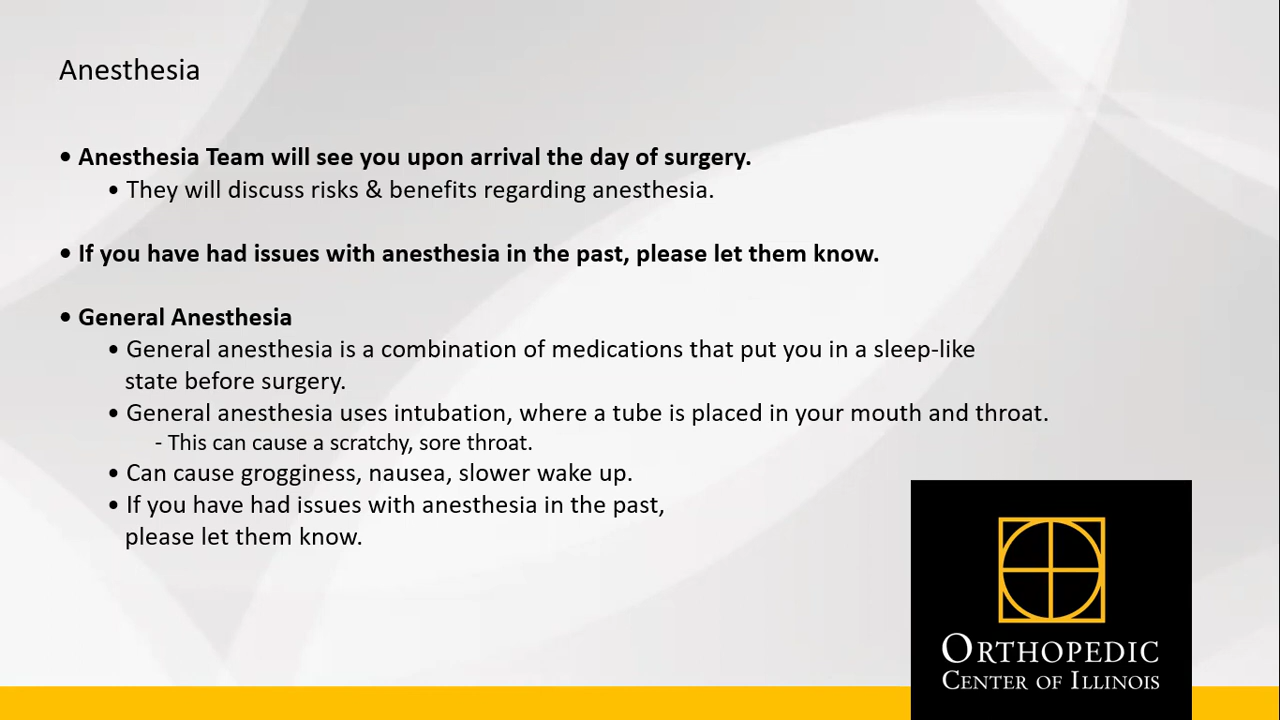 Anesthesia
• Anesthesia Team will see you upon arrival the day of surgery.
• They will discuss risks & benefits regarding anesthesia.
• If you have had issues with anesthesia in the past, please let them know.
• General Anesthesia
• General anesthesia is a combination of medications that put you in a sleep-like
state before surgery.
• General anesthesia uses intubation, where a tube is placed in your mouth and throat.
- This can cause a scratchy, sore throat.
• Can cause grogginess, nausea, slower wake up.
• If you have had issues with anesthesia in the past,
please let them know.
ORTHOPEDIC
CENTER OF ILLINOIS